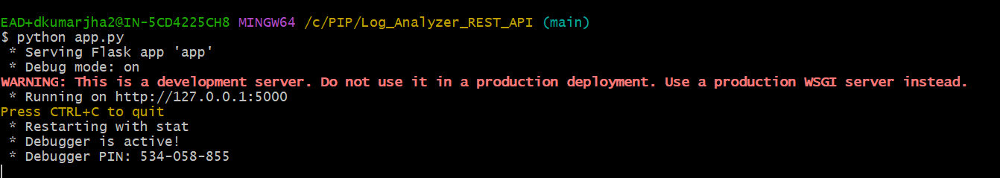 EAD+dkumarjha2@IN-5CD4225CH8 MINGW64 /c/PIP/Log_Analyzer_REST_API (main)
$ python app.py
 * Serving Flask app 'app'
 * Debug mode: on
WARNING: This is a development server. Do not use it in a production deployment. Use a production WSGI server instead.
 * Running on http://127.0.0.1:5000
Press CTRL+C to quit
 * Restarting with stat
 * Debugger is active!
 * Debugger PIN: 534-058-855